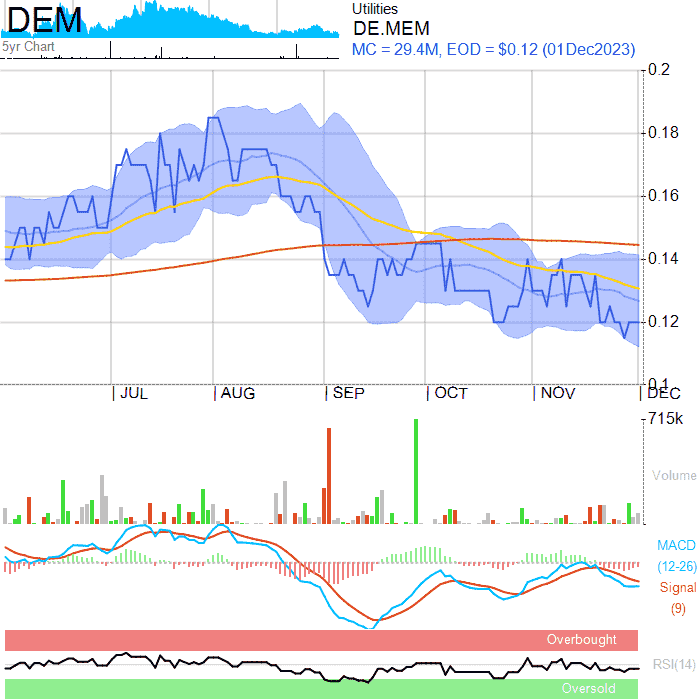 DEM
5yr Chart
Utilities
DE.MEM
MC = 29.4M, EOD = $0.12 (01Dec2023)
0.2
0.18
0.16
0.14
0.12
0.1
JUL AUG SEP OCT NOV DEC
715k
Volume
MACD
(12-26)
Signal
(9)
Overbought
RSI(14)
Oversold